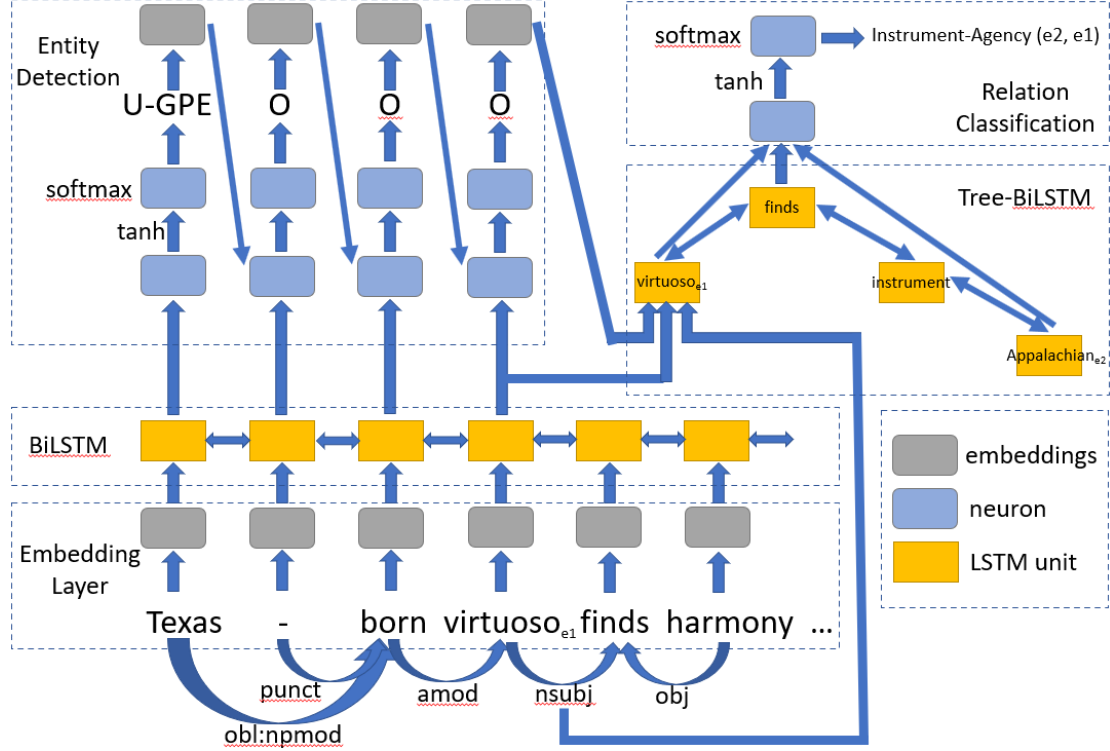 Entity
Detection
U-GPE O O O
softmax
tanh
softmax
Instrument-Agency (e2, e1)
tanh
Relation
Classification
Tree-BiLSTM
finds
virtuoso e1
instrument
Appalachian e2
BiLSTM
Embedding
Layer
Texas - born virtuoso e1 finds harmony ...
punct
amod
nsubj
obj
obl:npmod
embeddings
neuron
LSTM unit